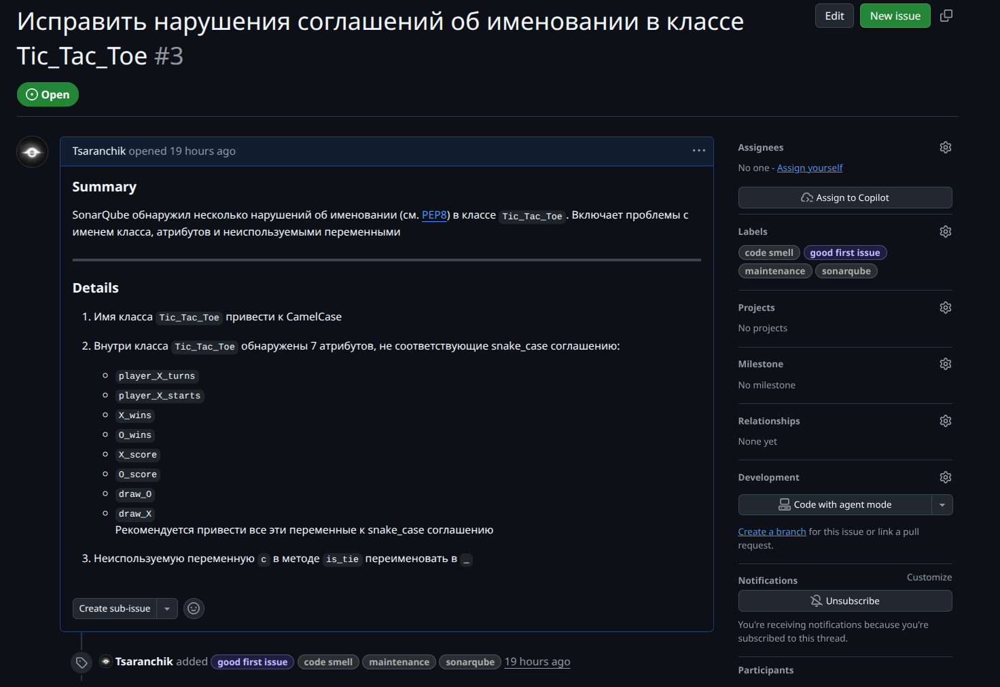 Исправить нарушения соглашений об именовании в классе
Tic_Tac_Toe #3
Edit
New issue
Open
Tsaranchik opened 19 hours ago
Summary
SonarQube обнаружил несколько нарушений об именовании (см. PEP8) в классе Tic_Tac_Toe. Включает проблемы с
именем класса, атрибутов и неиспользуемыми переменными
Details
1. Имя класса Tic_Tac_Toe привести к CamelCase
2. Внутри класса Tic_Tac_Toe обнаружены 7 атрибутов, не соответствующие snake_case соглашению:
player_X_turns
player_X_starts
X_wins
O_wins
X_score
O_score
draw_O
draw_X
Рекомендуется привести все эти переменные к snake_case соглашению
3. Неиспользуемую переменную c в методе is_tie переименовать в _
Create sub-issue
Tsaranchik added good first issue code smell maintenance sonarqube 19 hours ago
Assignees
No one - Assign yourself
Assign to Copilot
Labels
code smell good first issue
maintenance sonarqube
Projects
No projects
Milestone
No milestone
Relationships
None yet
Development
Code with agent mode
Create a branch for this issue or link a pull
request.
Notifications
Customize
Unsubscribe
You're receiving notifications because you're
subscribed to this thread.
Participants